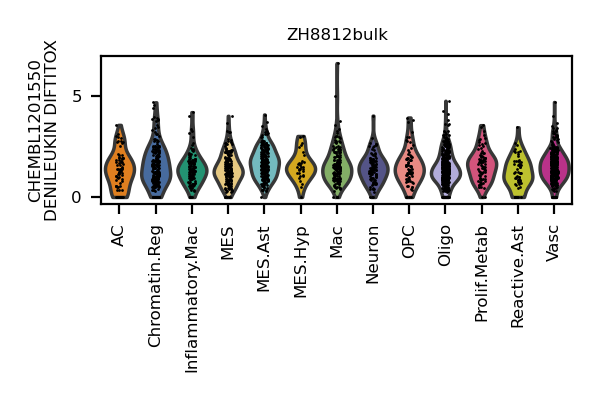 ZH8812bulk
CHEMBL1201550
DENILEUKIN DIFTITOX
5
0
AC
Chromatin.Reg
Inflammatory.Mac
MES
MES.Ast
MES.Hyp
Mac
Neuron
OPC
Oligo
Prolif.Metab
Reactive.Ast
Vasc